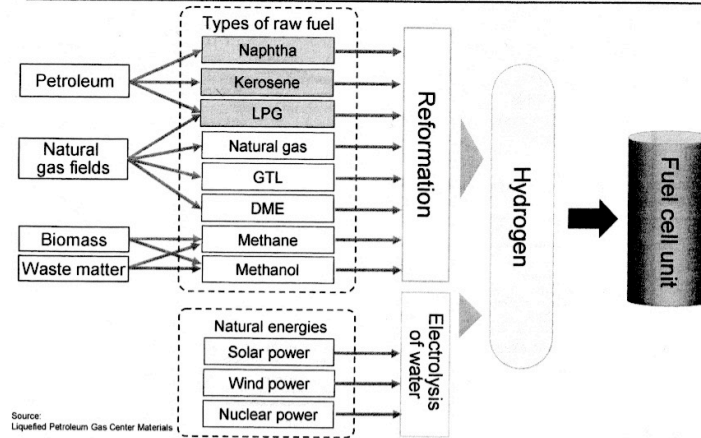 Types of raw fuel
Petroleum
Natural
gas fields
Biomass
Waste matter
Naphtha
Kerosene
LPG
Natural gas
GTL
DME
Methane
Methanol
Reformation
Natural energies
Solar power
Wind power
Nuclear power
Electrolysis
of water
Hydrogen
Fuel cell unit
Source:
Liquefied Petroleum Gas Center Materials